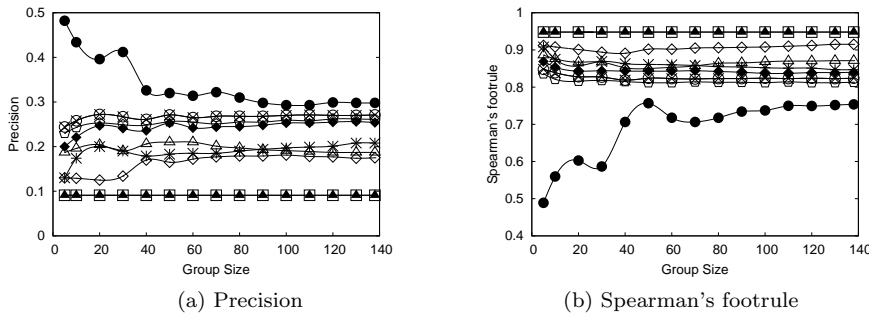 0.5
0.4
0.3
0.2
0.1
0
Precision
0 20 40 60 80 100 120 140
Group Size
(a) Precision
1
0.9
0.8
0.7
0.6
0.5
0.4
Spearman's footrule
0 20 40 60 80 100 120 140
Group Size
(b) Spearman's footrule